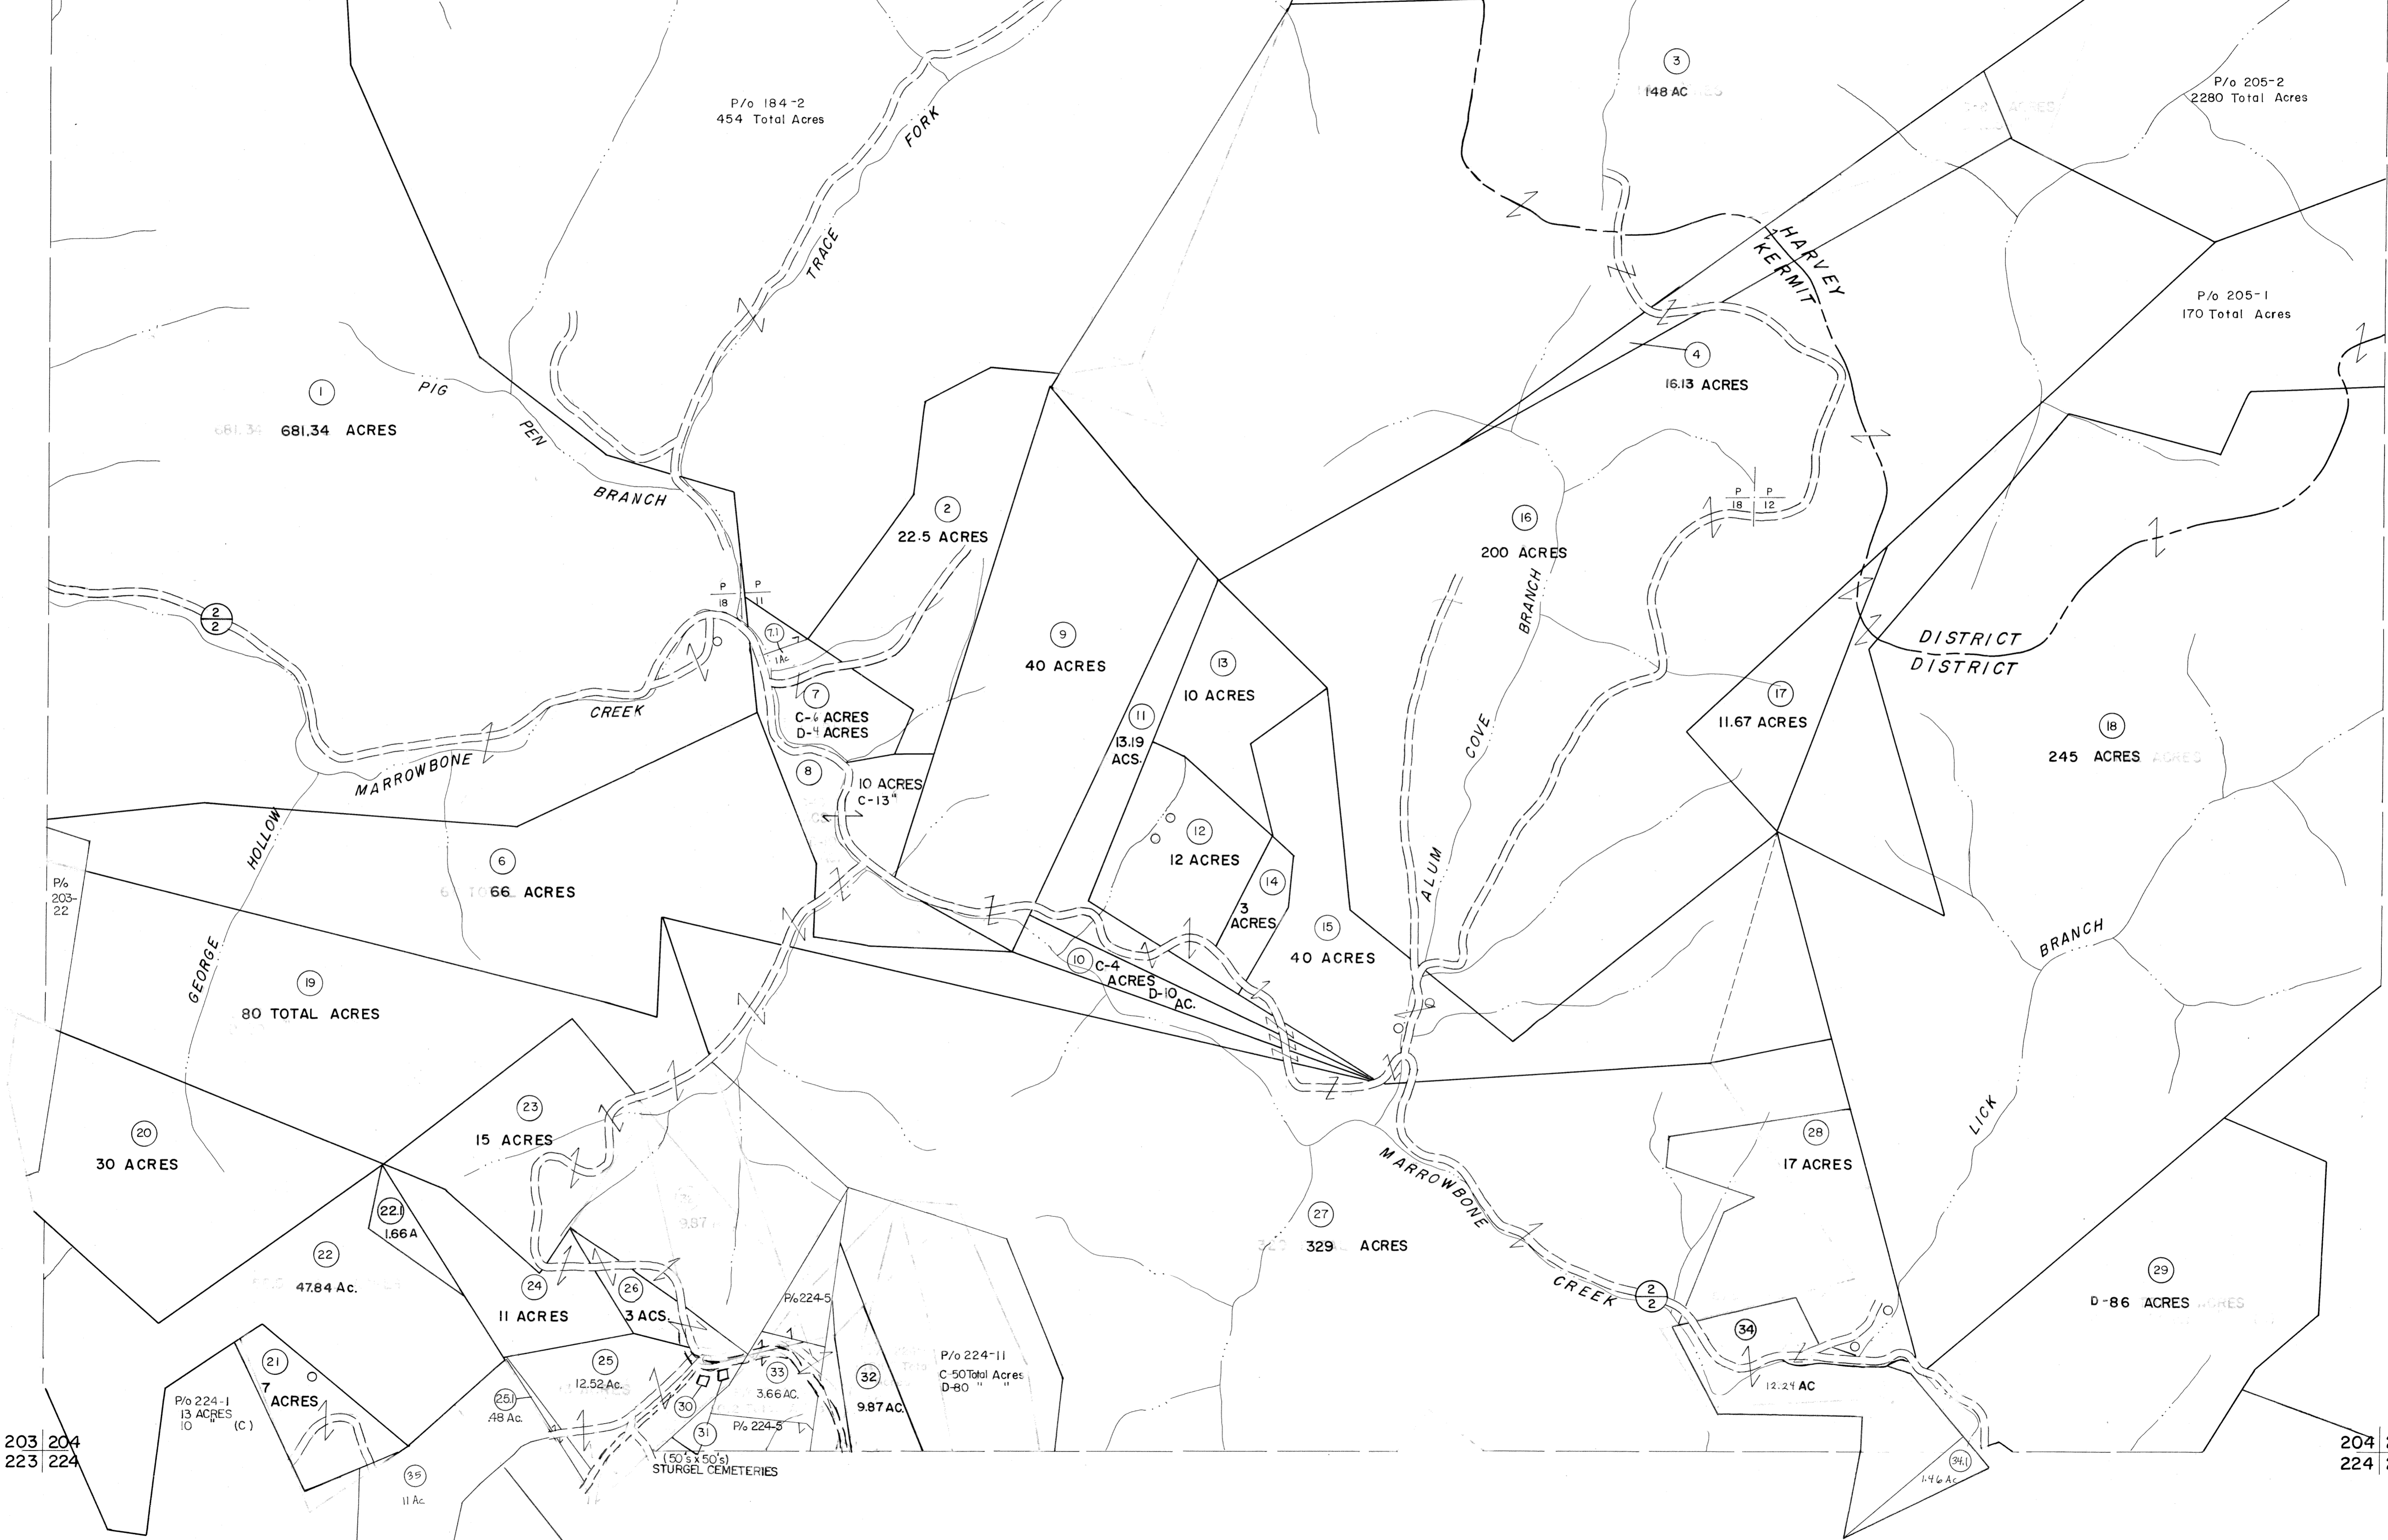 3
148 AC
P/o 205-2
2280 Total Acres
P/o 184-2
454 Total Acres
TRACE FORK
HARVEY
KERMIT
P/o 205-1
170 Total Acres
4
16.13 ACRES
1
681.34 ACRES
PIG PEN BRANCH
2
22.5 ACRES
16
200 ACRES
P P
18 12
P P
18 11
2
2
7.1
1 Ac.
9
40 ACRES
13
10 ACRES
DISTRICT
DISTRICT
7
C-6 ACRES
D-4 ACRES
11
13.19
ACS.
17
11.67 ACRES
18
245 ACRES
MARROWBONE CREEK
8
10 ACRES
C-13"
ALUM COVE BRANCH
12
12 ACRES
6
66 ACRES
GEORGE HOLLOW
P/o
203-
22
14
3
ACRES
15
40 ACRES
10
C-4
ACRES
D-10
AC.
LICK BRANCH
19
80 TOTAL ACRES
23
15 ACRES
20
30 ACRES
28
17 ACRES
MARROWBONE CREEK
22.1
1.66 A
9.87
27
329 ACRES
22
47.84 Ac.
24
11 ACRES
26
3 ACS.
P/o 224-5
2
2
29
D-86 ACRES
34
12.24 AC
21
7
ACRES
25
12.52 Ac.
33
3.66 AC.
32
9.87 AC.
P/o 224-11
C-50 Total Acres
D-80 " "
P/o 224-1
13 ACRES
10 " (C)
25.1
.48 Ac.
30
31
P/o 224-5
(50's x 50's)
STURGEL CEMETERIES
203 204
223 224
35
11 Ac
34.1
1.46 Ac
204
224